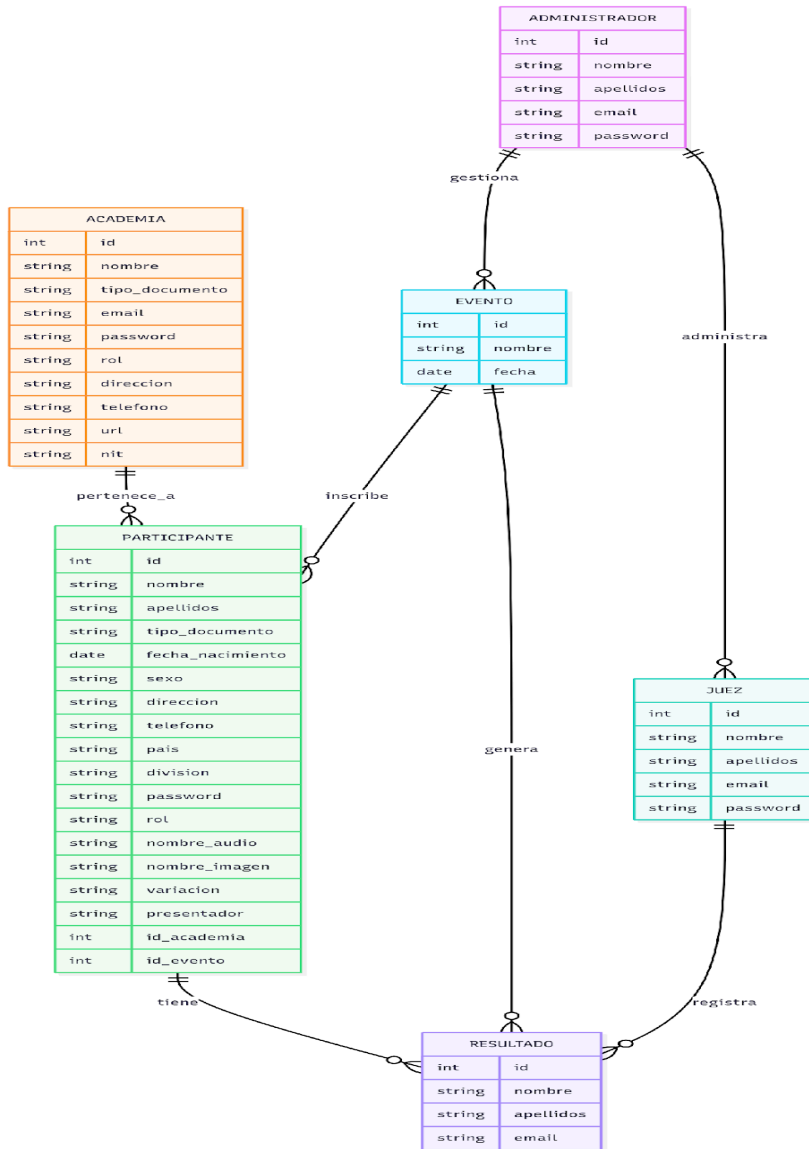 ADMINISTRADOR
int id
string nombre
string apellidos
string email
string password
gestiona
administra
ACADEMIA
int id
string nombre
string tipo_documento
string email
string password
string rol
string direccion
string telefono
string url
string nit
EVENTO
int id
string nombre
date fecha
pertenece_a
inscribe
PARTICIPANTE
int id
string nombre
string apellidos
string tipo_documento
date fecha_nacimiento
string sexo
string direccion
string telefono
string pais
string division
string password
string rol
string nombre_audio
string nombre_imagen
string variacion
string presentador
int id_academia
int id_evento
genera
JUEZ
int id
string nombre
string apellidos
string email
string password
tiene
registra
RESULTADO
int id
string nombre
string apellidos
string email